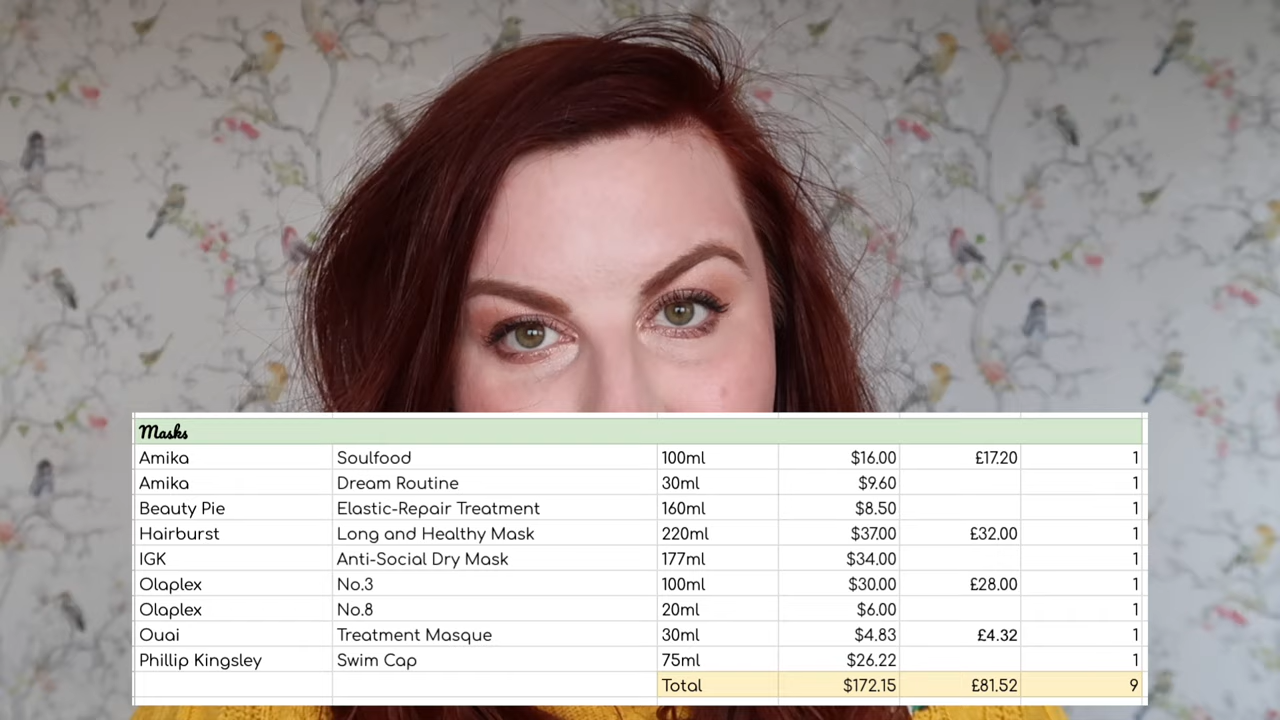 Masks
Amika Soulfood 100ml $16.00 £17.20 1
Amika Dream Routine 30ml $9.60 1
Beauty Pie Elastic-Repair Treatment 160ml $8.50 1
Hairburst Long and Healthy Mask 220ml $37.00 £32.00 1
IGK Anti-Social Dry Mask 177ml $34.00 1
Olaplex No.3 100ml $30.00 £28.00 1
Olaplex No.8 20ml $6.00 1
Ouai Treatment Masque 30ml $4.83 £4.32 1
Phillip Kingsley Swim Cap 75ml $26.22 1
Total $172.15 £81.52 9